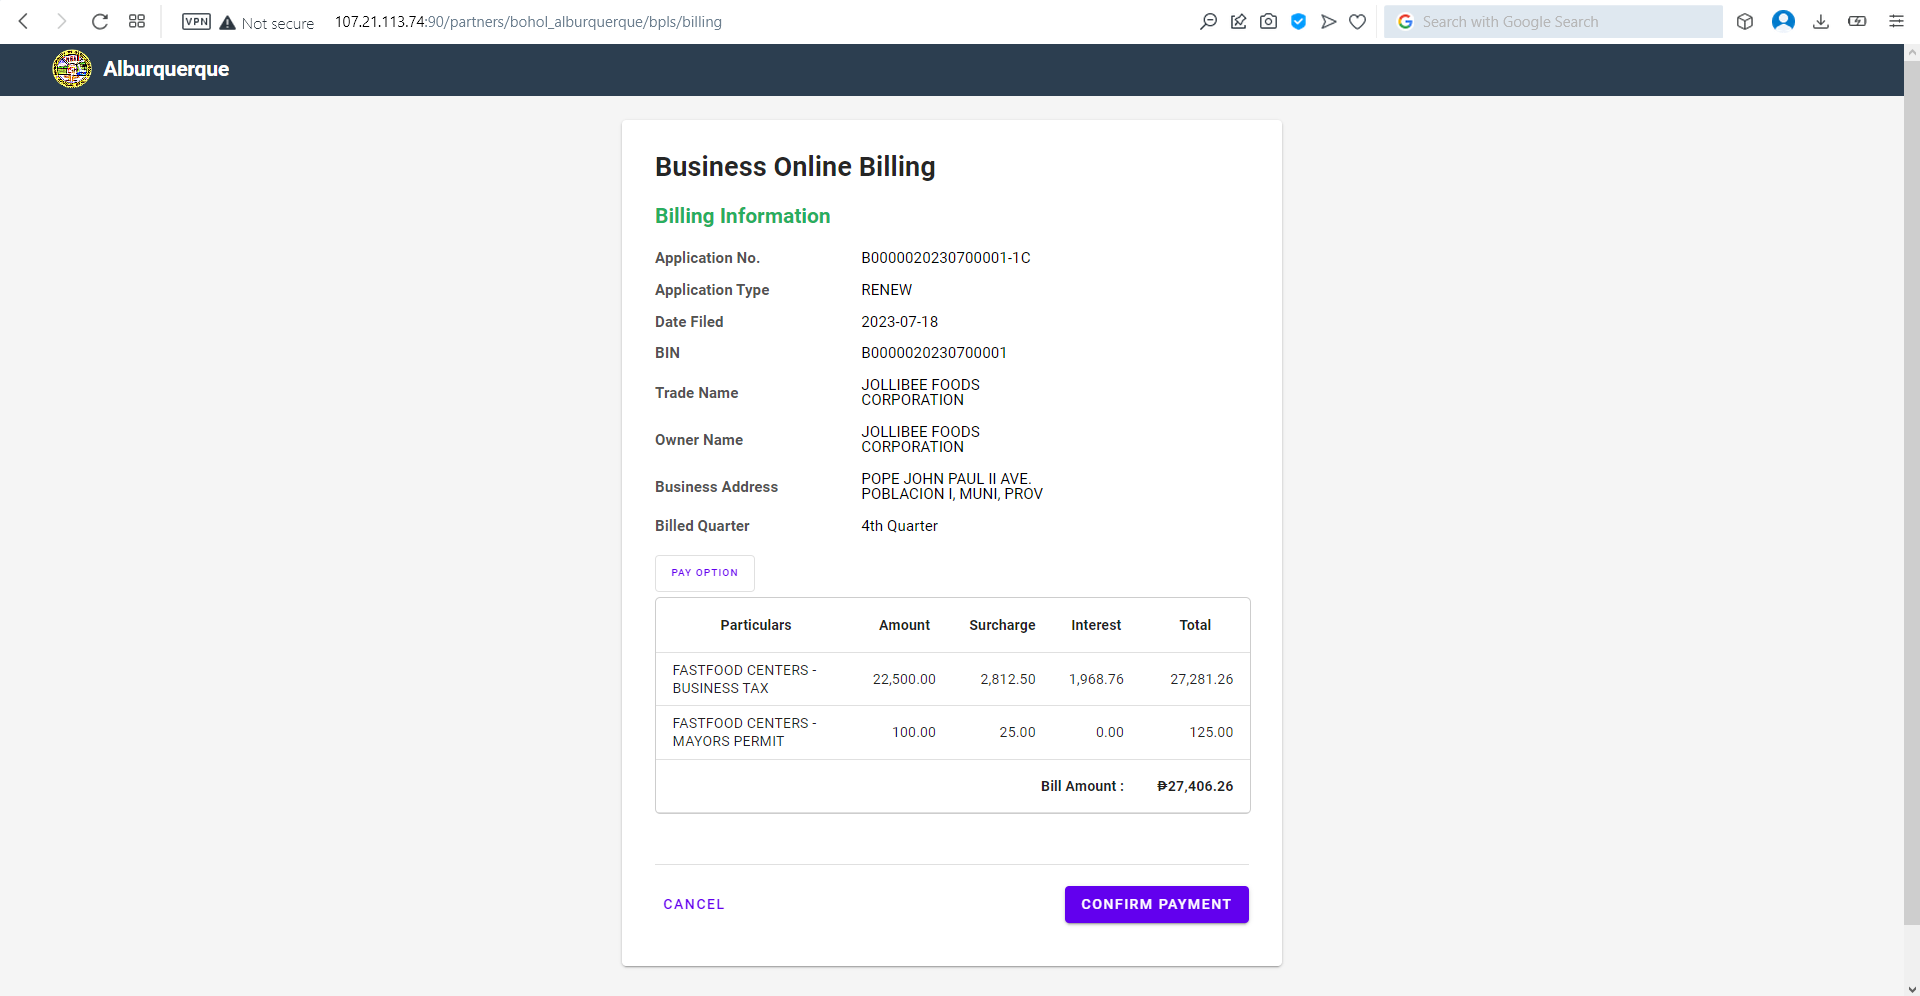 VPN Not secure 107.21.113.74:90/partners/bohol_alburquerque/bpls/billing Search with Google Search
Alburquerque
Business Online Billing
Billing Information
Application No. B0000020230700001-1C
Application Type RENEW
Date Filed 2023-07-18
BIN B0000020230700001
Trade Name JOLLIBEE FOODS
CORPORATION
Owner Name JOLLIBEE FOODS
CORPORATION
Business Address POPE JOHN PAUL II AVE.
POBLACION I, MUNI, PROV
Billed Quarter 4th Quarter
PAY OPTION
Particulars Amount Surcharge Interest Total
FASTFOOD CENTERS -
BUSINESS TAX 22,500.00 2,812.50 1,968.76 27,281.26
FASTFOOD CENTERS -
MAYORS PERMIT 100.00 25.00 0.00 125.00
Bill Amount : ₱27,406.26
CANCEL CONFIRM PAYMENT